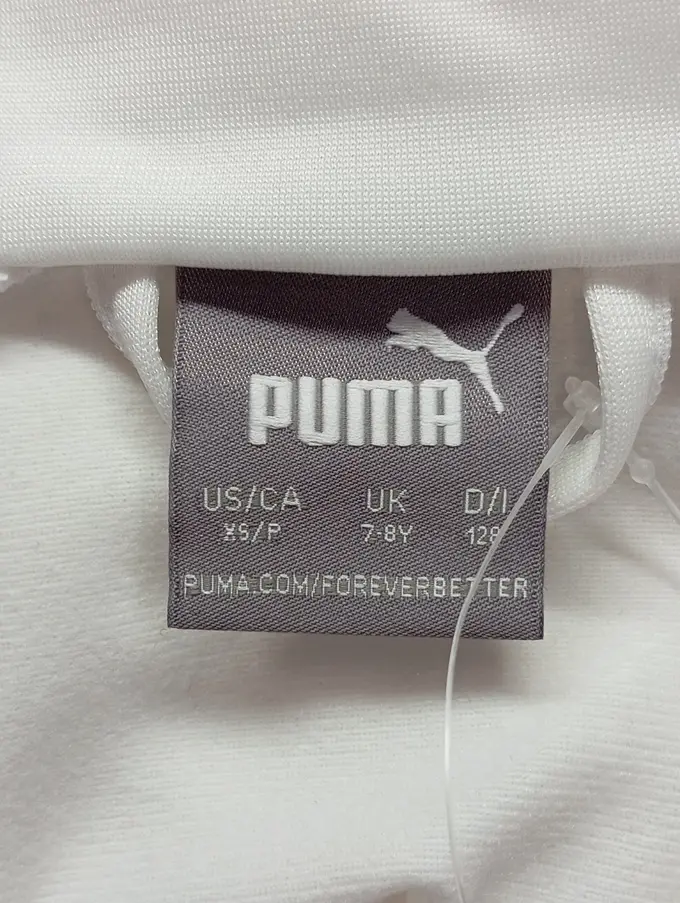 PUMA
US/CA UK D/I
XS/P 7-8Y 128
PUMA.COM/FOREVERBETTER